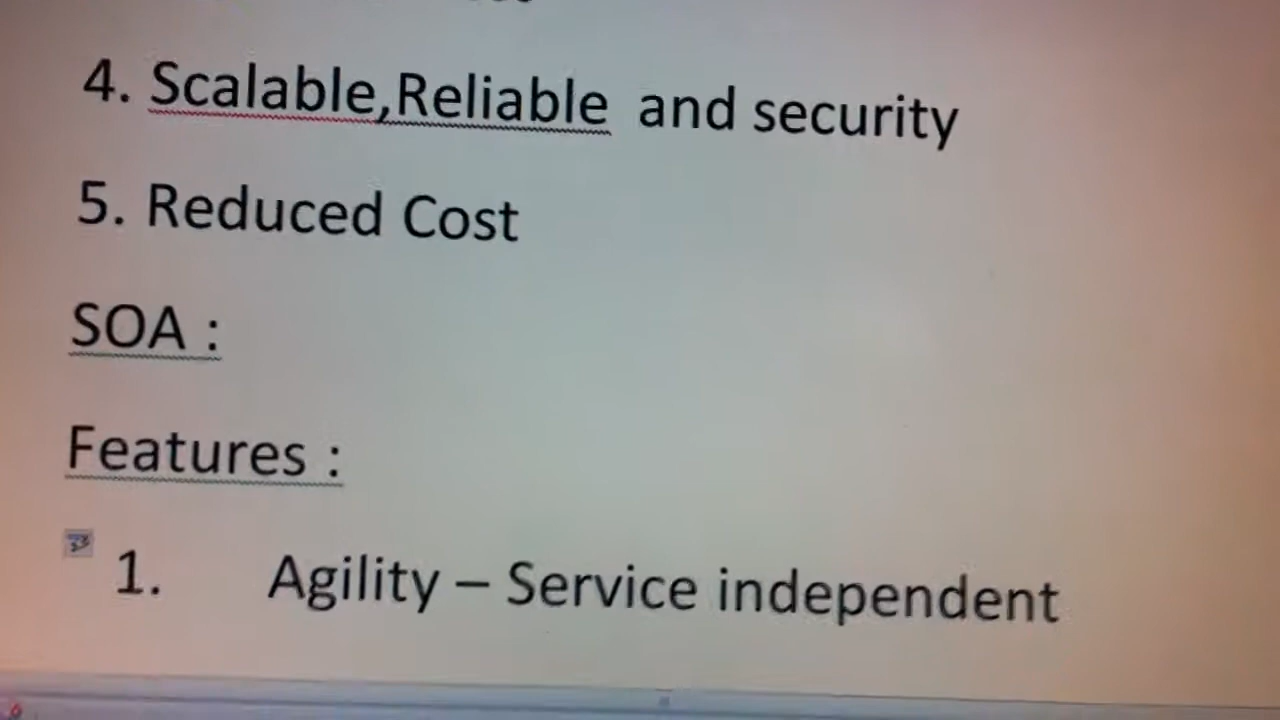 4. Scalable,Reliable and security
5. Reduced Cost
SOA :
Features :
1. Agility – Service independent